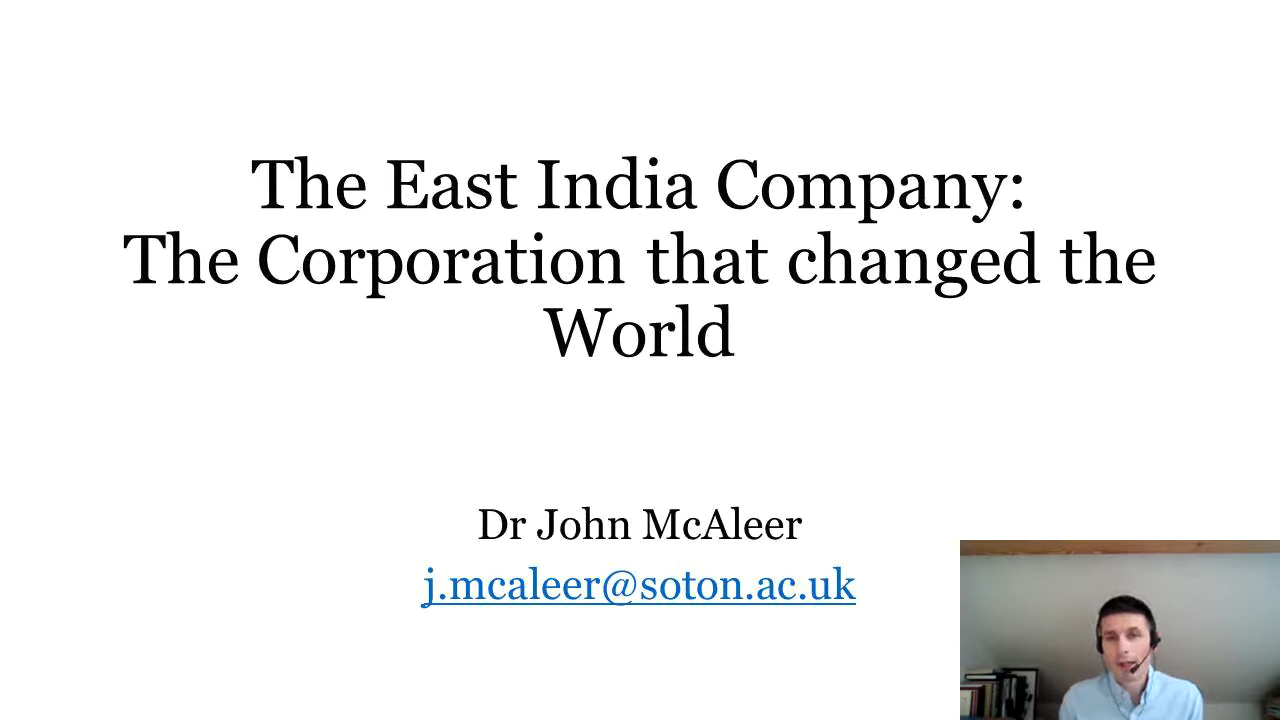 The East India Company:
The Corporation that changed the
World
Dr John McAleer
j.mcaleer@soton.ac.uk